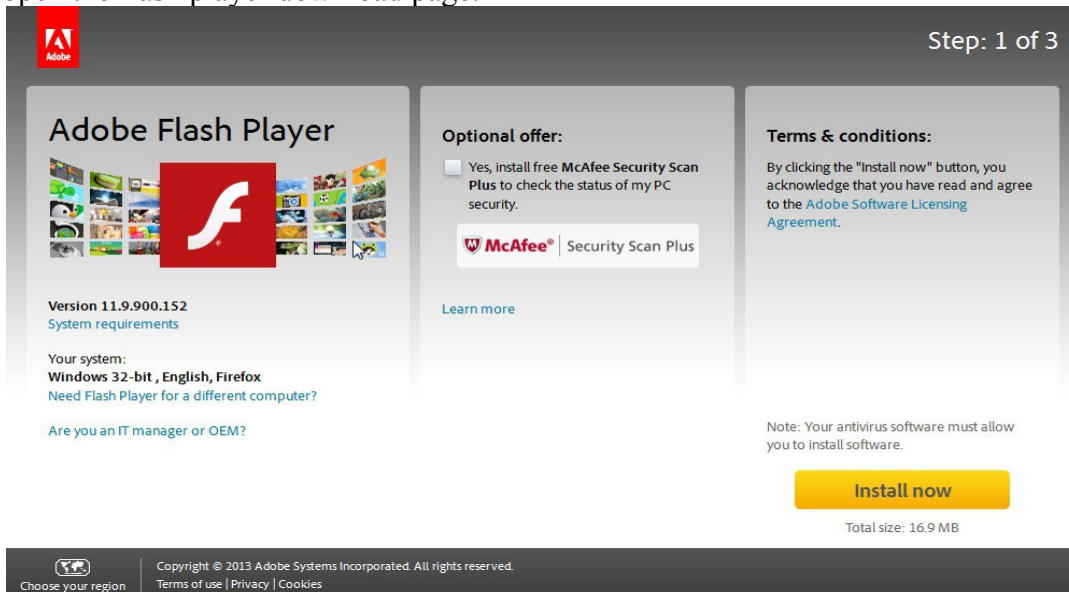 Adobe
Step: 1 of 3
Adobe Flash Player
Version 11.9.900.152
System requirements
Your system:
Windows 32-bit , English, Firefox
Need Flash Player for a different computer?
Are you an IT manager or OEM?
Optional offer:
Yes, install free McAfee Security Scan
Plus to check the status of my PC
security.
McAfee® | Security Scan Plus
Learn more
Terms & conditions:
By clicking the "Install now" button, you
acknowledge that you have read and agree
to the Adobe Software Licensing
Agreement.
Note: Your antivirus software must allow
you to install software.
Install now
Total size: 16.9 MB
Choose your region
Copyright © 2013 Adobe Systems Incorporated. All rights reserved.
Terms of use | Privacy | Cookies